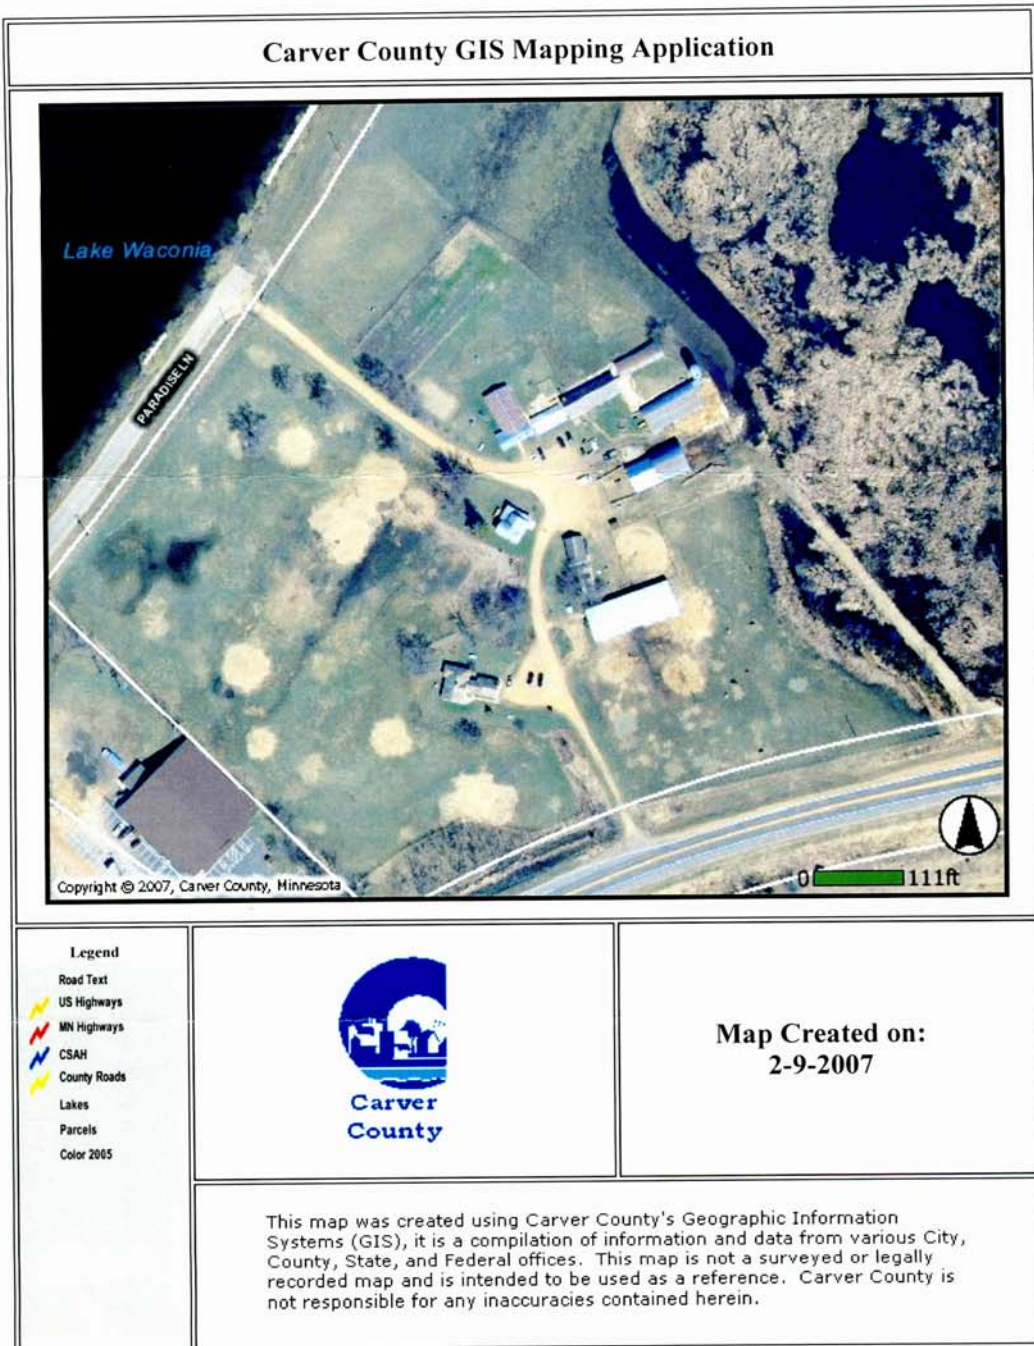 Carver County GIS Mapping Application
Lake Waconia
PARADISE LN
Copyright © 2007, Carver County, Minnesota
0 111ft
Legend
Road Text
US Highways
MN Highways
CSAH
County Roads
Lakes
Parcels
Color 2005
Carver
County
Map Created on:
2-9-2007
This map was created using Carver County's Geographic Information
Systems (GIS), it is a compilation of information and data from various City,
County, State, and Federal offices. This map is not a surveyed or legally
recorded map and is intended to be used as a reference. Carver County is
not responsible for any inaccuracies contained herein.